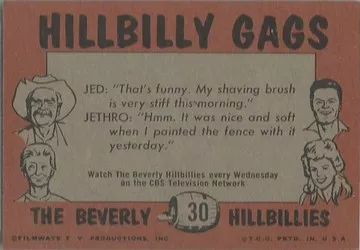 HILLBILLY GAGS
JED: "That's funny. My shaving brush
is very stiff this morning."
JETHRO: "Hmm. It was nice and soft
when I painted the fence with it
yesterday."
Watch The Beverly Hillbillies every Wednesday
on the CBS Television Network
THE BEVERLY 30 HILLBILLIES
©FILMWAYS T. V. PRODUCTIONS, INC ©T.C.G. PRTD. IN U.S.A